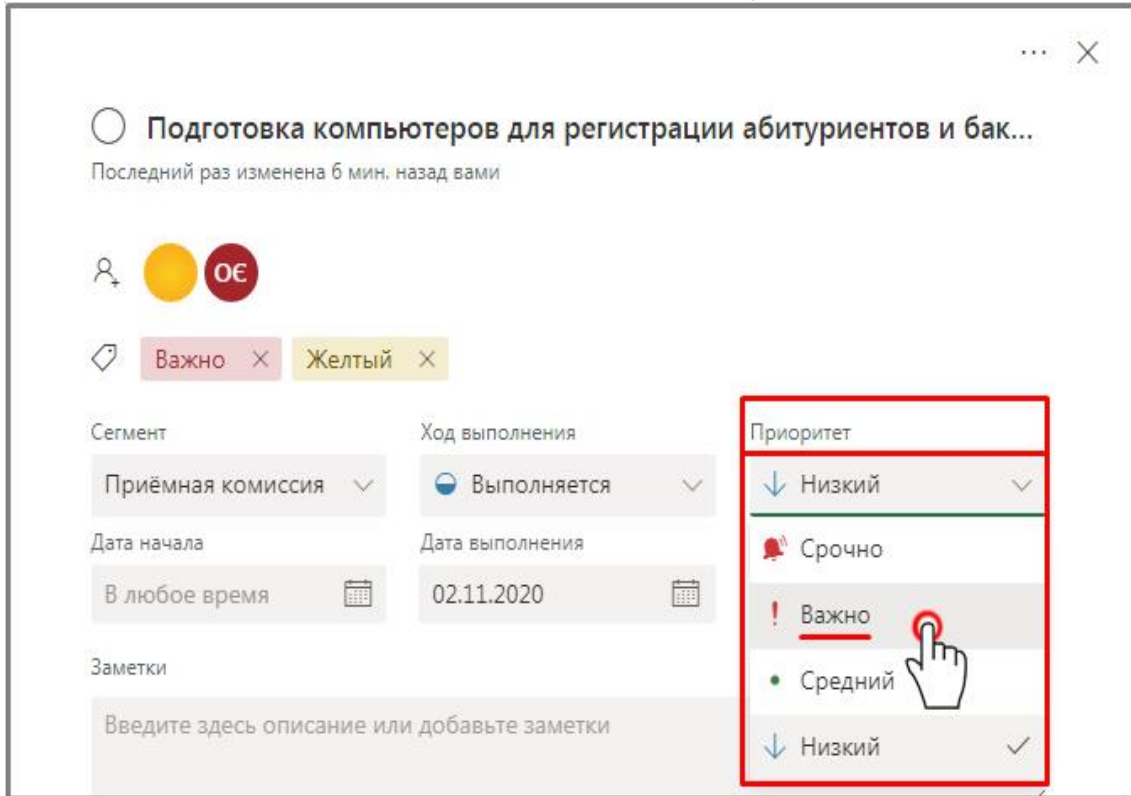 Подготовка компьютеров для регистрации абитуриентов и бак...
Последний раз изменена 6 мин. назад вами
ОЄ
Важно
Желтый
Сегмент
Ход выполнения
Приоритет
Приёмная комиссия
Выполняется
Низкий
Дата начала
Дата выполнения
В любое время
02.11.2020
Срочно
Важно
Средний
Низкий
Заметки
Введите здесь описание или добавьте заметки